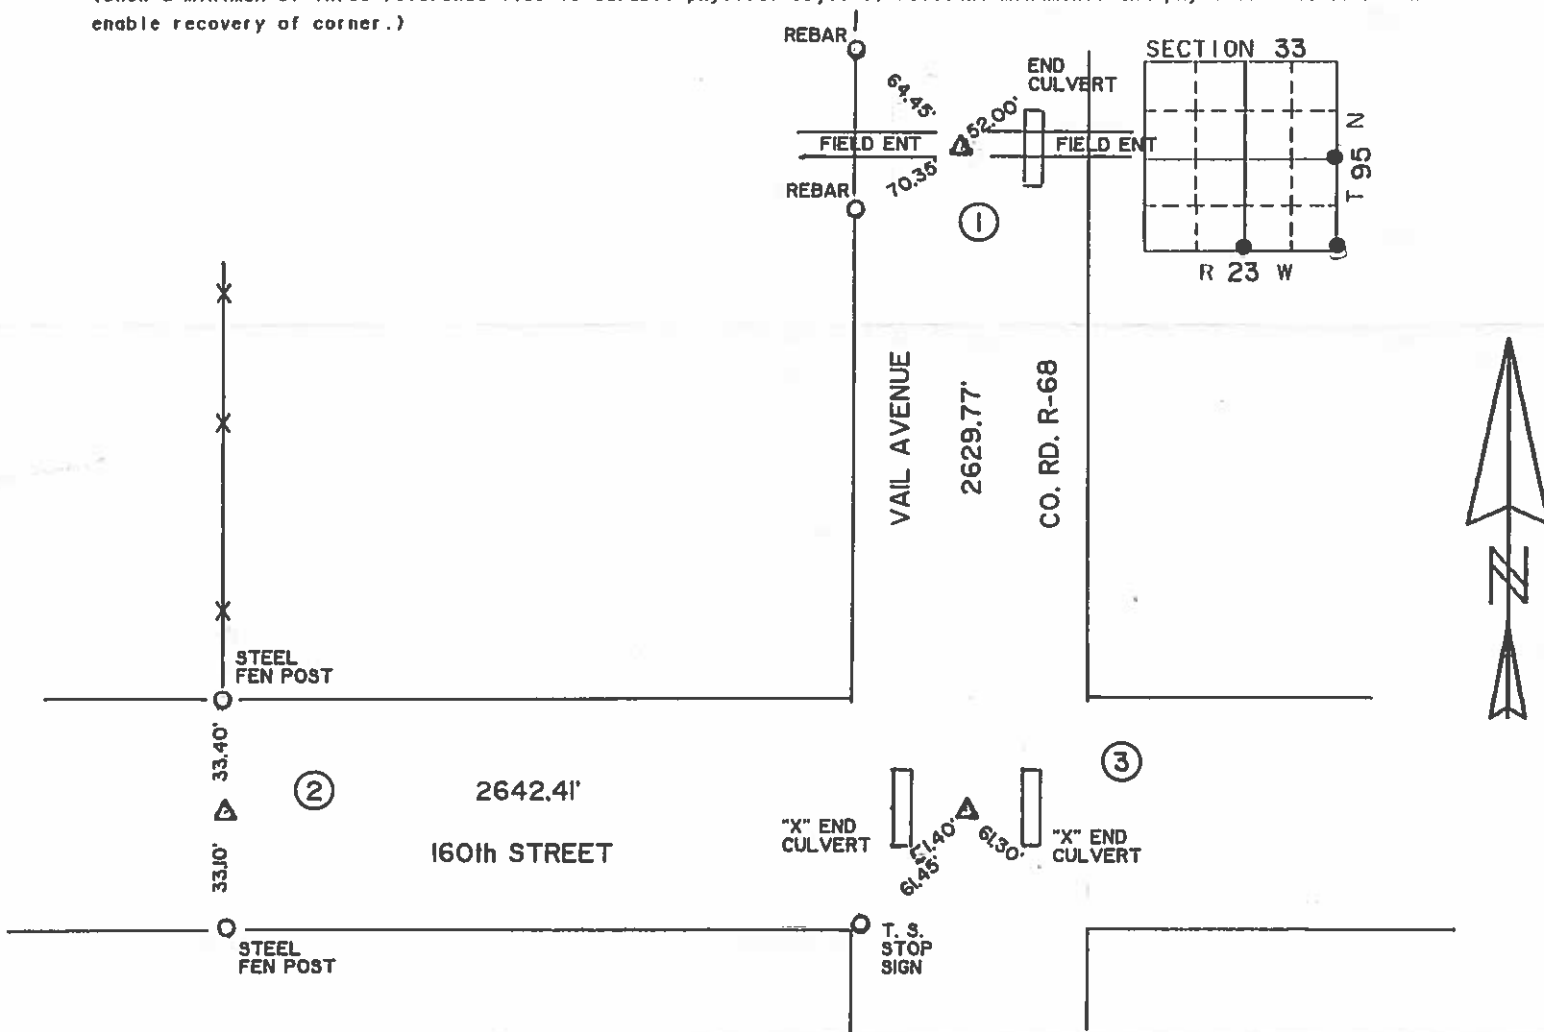 enable recovery of corner.)
REBAR
64.45'
END
CULVERT
52.00'
SECTION 33
FIELD ENT
FIELD ENT
T 95 N
REBAR
70.35'
1
R 23 W
VAIL AVENUE
2629.77'
CO. RD. R-68
N
STEEL
FEN POST
33.40'
2
2642.41'
3
"X" END
CULVERT
61.30'
"X" END
CULVERT
33.10'
160th STREET
61.45'
STEEL
FEN POST
T. S.
STOP
SIGN